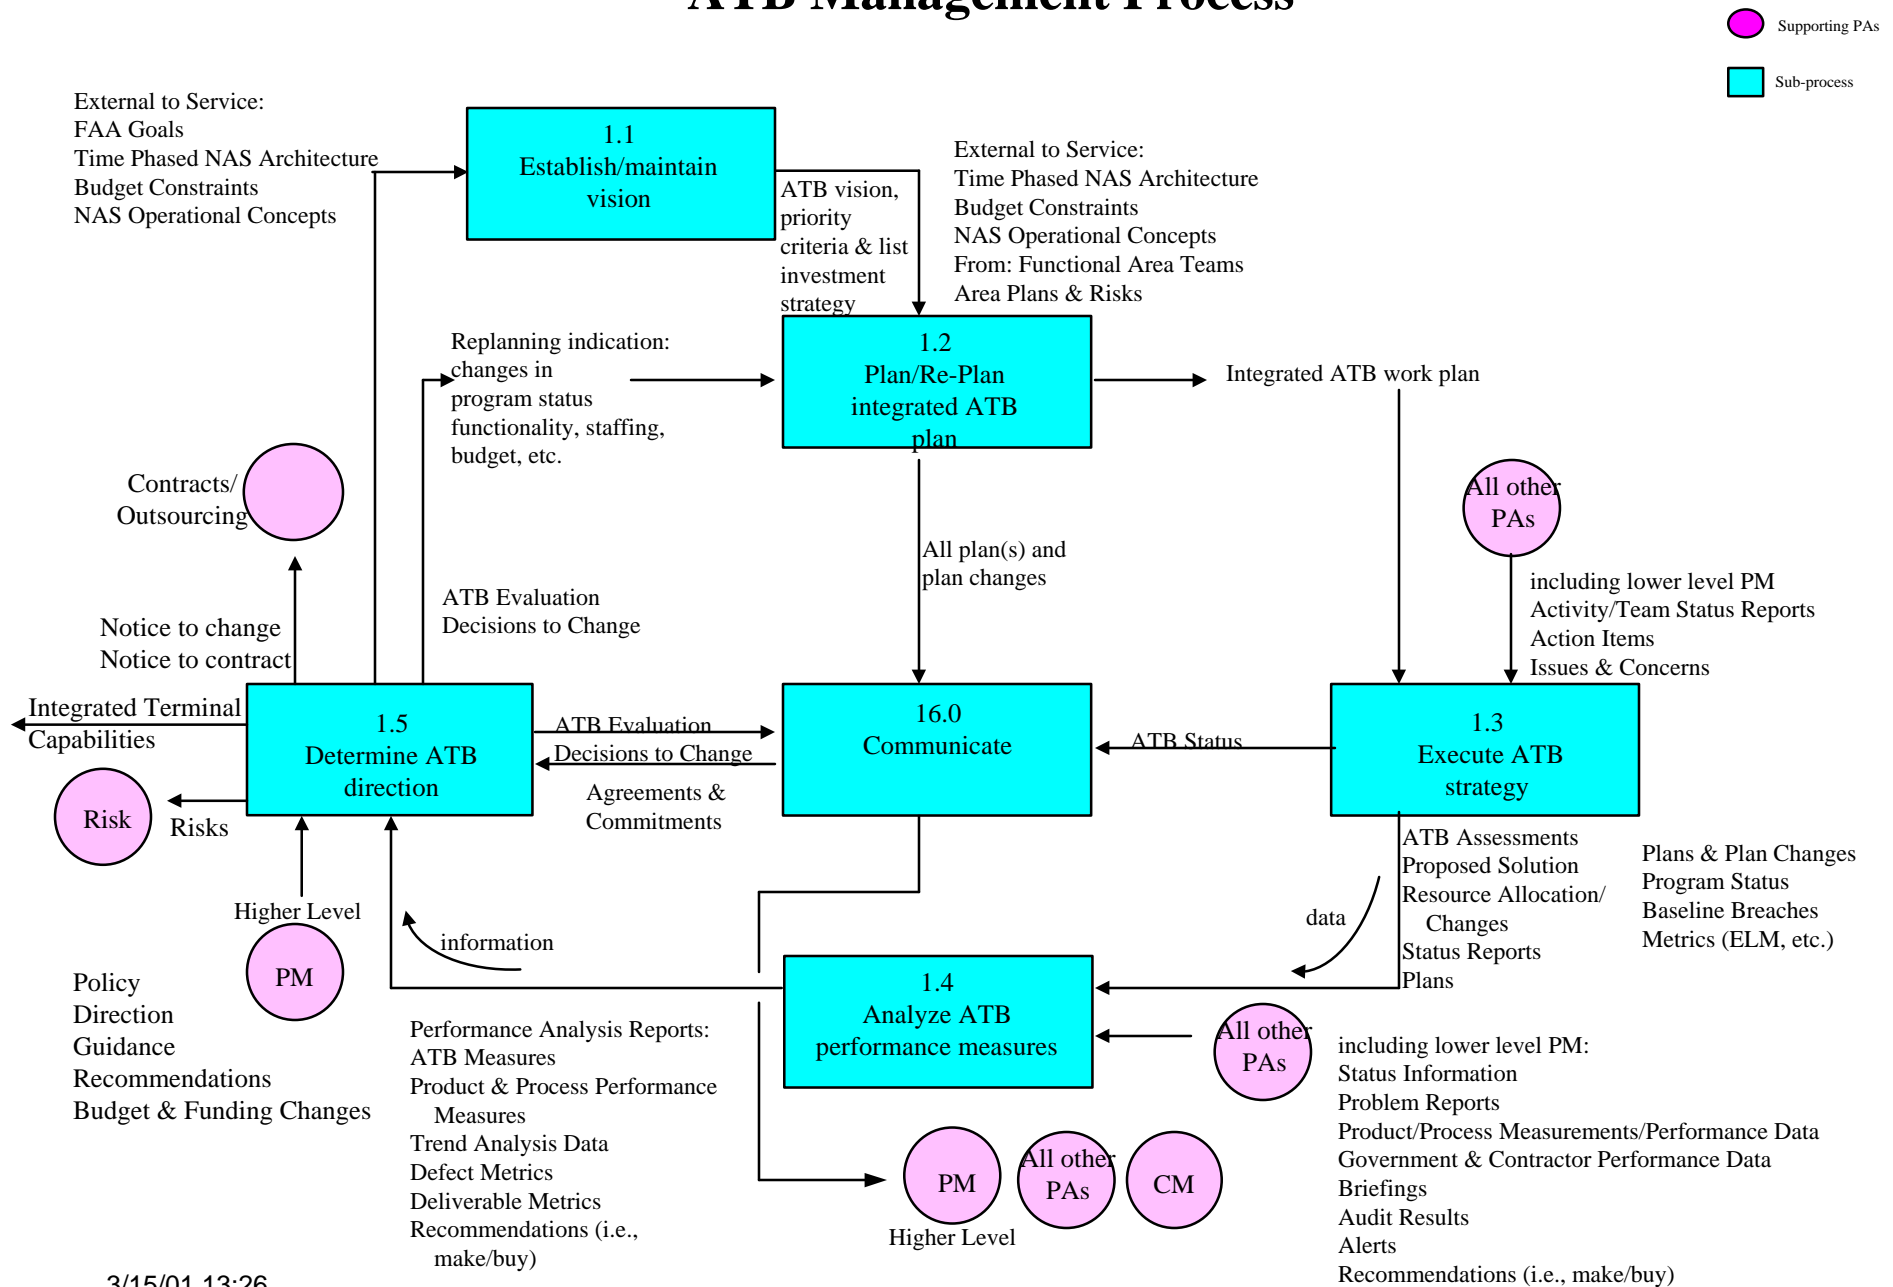 ATB Management Process
Supporting PAs
Sub-process
External to Service:
FAA Goals
Time Phased NAS Architecture
Budget Constraints
NAS Operational Concepts
1.1
Establish/maintain
vision
ATB vision,
priority
criteria & list
investment
strategy
External to Service:
Time Phased NAS Architecture
Budget Constraints
NAS Operational Concepts
From: Functional Area Teams
Area Plans & Risks
Replanning indication:
changes in
program status
functionality, staffing,
budget, etc.
1.2
Plan/Re-Plan
integrated ATB
plan
Integrated ATB work plan
Contracts/
Outsourcing
All other
PAs
All plan(s) and
plan changes
including lower level PM
Activity/Team Status Reports
Action Items
Issues & Concerns
ATB Evaluation
Decisions to Change
Notice to change
Notice to contract
Integrated Terminal
Capabilities
1.5
Determine ATB
direction
ATB Evaluation
Decisions to Change
Agreements &
Commitments
16.0
Communicate
ATB Status
1.3
Execute ATB
strategy
Risk
Risks
Higher Level
PM
Policy
Direction
Guidance
Recommendations
Budget & Funding Changes
information
data
ATB Assessments
Proposed Solution
Resource Allocation/
Changes
Status Reports
Plans
Plans & Plan Changes
Program Status
Baseline Breaches
Metrics (ELM, etc.)
1.4
Analyze ATB
performance measures
All other
PAs
Performance Analysis Reports:
ATB Measures
Product & Process Performance
Measures
Trend Analysis Data
Defect Metrics
Deliverable Metrics
Recommendations (i.e.,
make/buy)
including lower level PM:
Status Information
Problem Reports
Product/Process Measurements/Performance Data
Government & Contractor Performance Data
Briefings
Audit Results
Alerts
Recommendations (i.e., make/buy)
PM
Higher Level
All other
PAs
CM
3/15/01 13:26